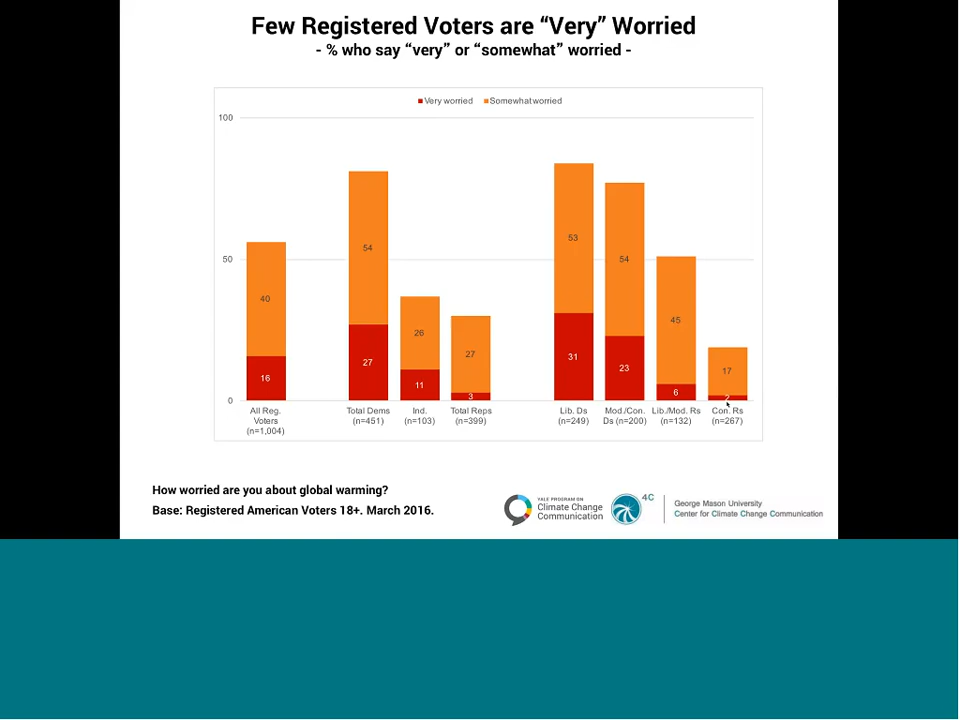 Few Registered Voters are “Very” Worried
- % who say “very” or “somewhat” worried -
Very worried Somewhat worried
100
50
0
40
16
54
27
26
11
27
3
53
31
54
23
45
6
17
2
All Reg.
Voters
(n=1,004)
Total Dems
(n=451)
Ind.
(n=103)
Total Reps
(n=399)
Lib. Ds
(n=249)
Mod./Con.
Ds (n=200)
Lib./Mod. Rs
(n=132)
Con. Rs
(n=267)
How worried are you about global warming?
Base: Registered American Voters 18+. March 2016.
YALE PROGRAM ON
Climate Change
Communication
4C
George Mason University
Center for Climate Change Communication